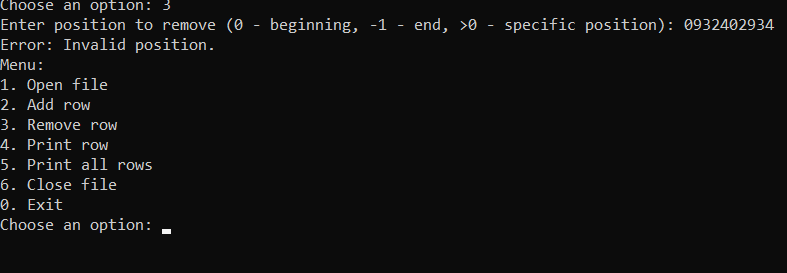 Choose an option: 3
Enter position to remove (0 - beginning, -1 - end, >0 - specific position): 0932402934
Error: Invalid position.
Menu:
1. Open file
2. Add row
3. Remove row
4. Print row
5. Print all rows
6. Close file
0. Exit
Choose an option: